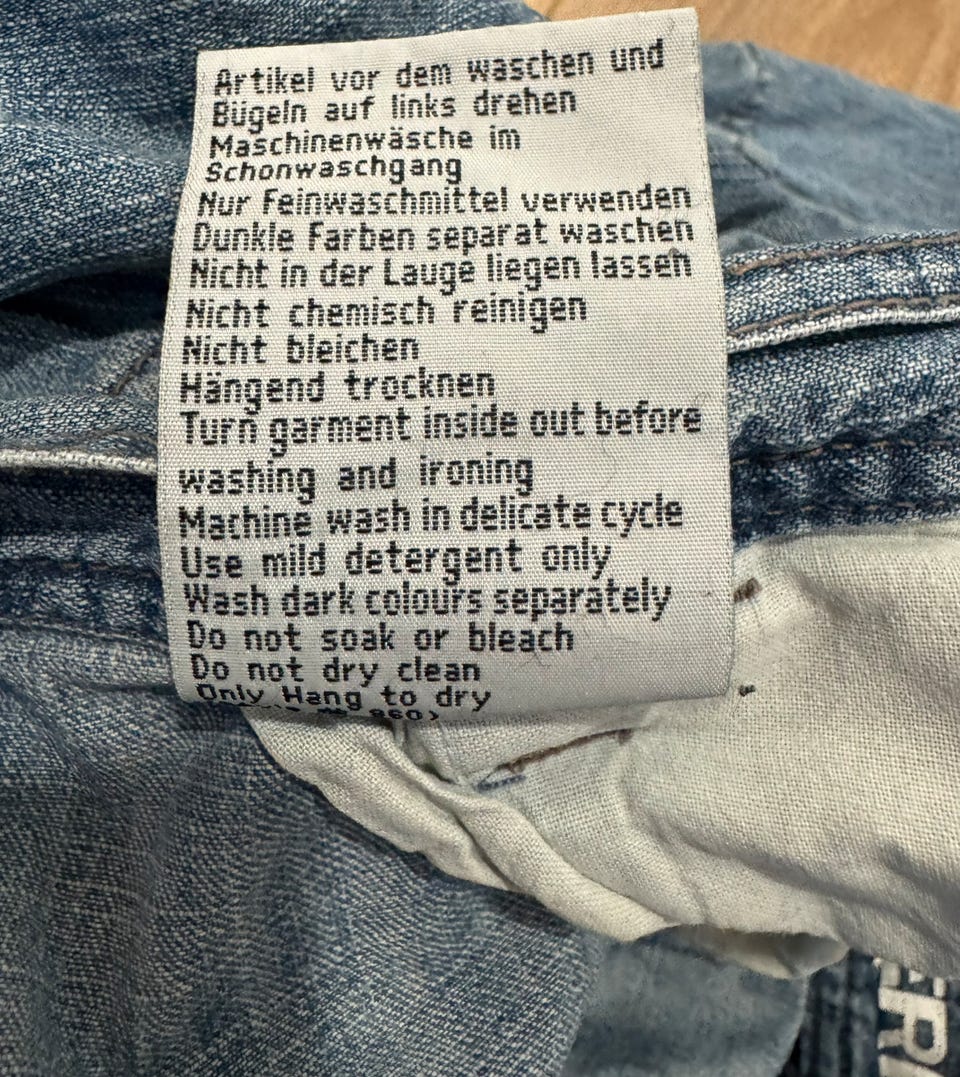 Artikel vor dem waschen und
Bügeln auf links drehen
Maschinenwäsche im
Schonwaschgang
Nur Feinwaschmittel verwenden
Dunkle Farben separat waschen
Nicht in der Lauge liegen lassen
Nicht chemisch reinigen
Nicht bleichen
Hängend trocknen
Turn garment inside out before
washing and ironing
Machine wash in delicate cycle
Use mild detergent only
Wash dark colours separately
Do not soak or bleach
Do not dry clean
Only Hang to dry